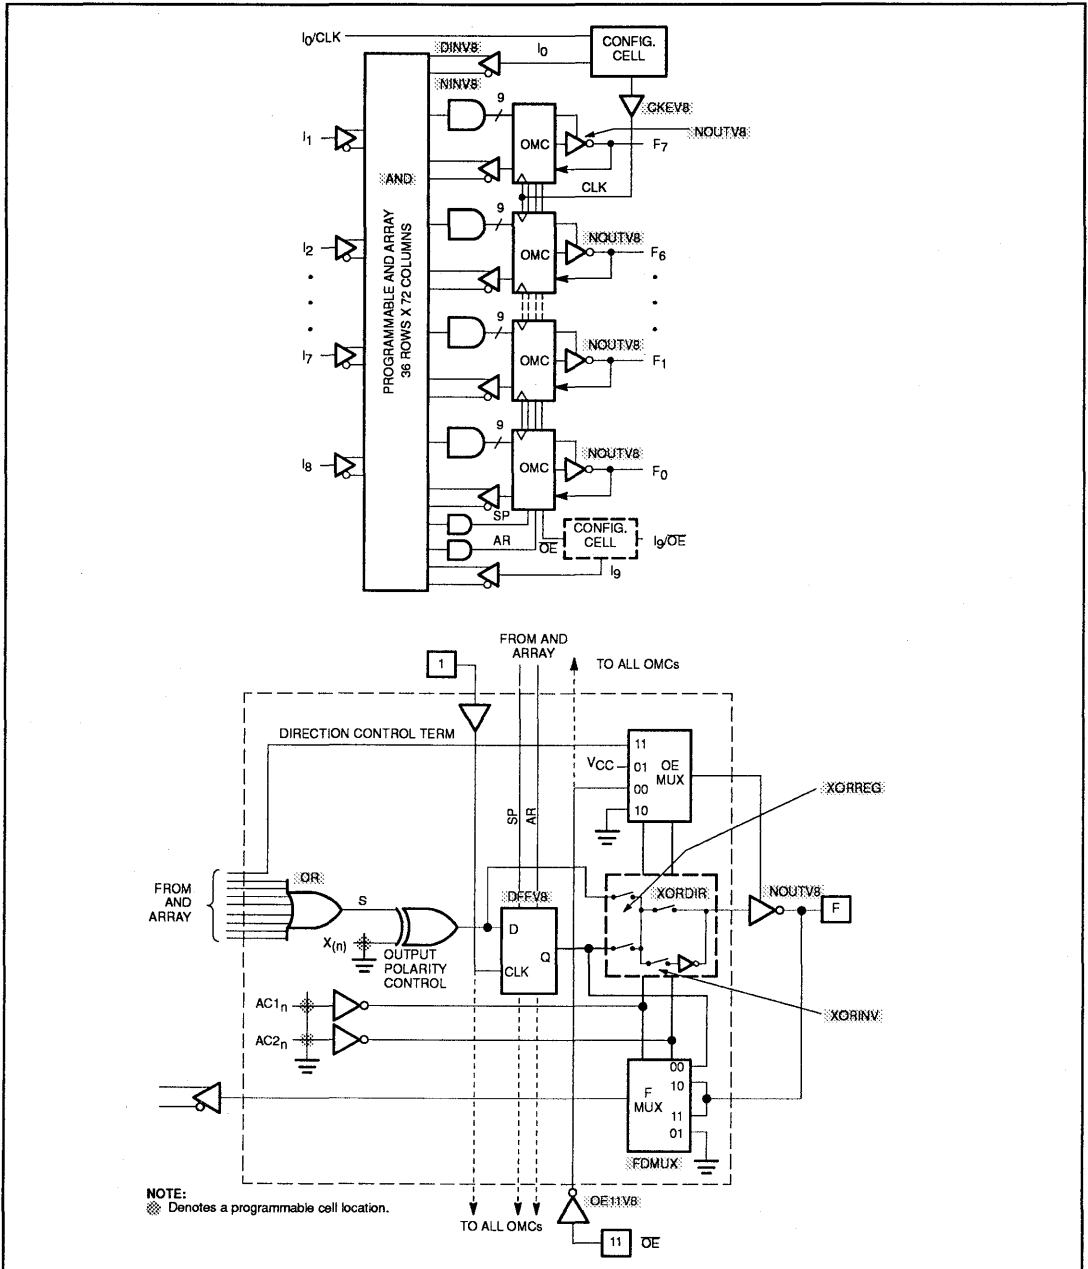 I0/CLK
CONFIG.
CELL
DINV8
I0
NINV8
CKEV8
9
OMC
NOUTV8
F7
I1
AND
CLK
9
OMC
NOUTV8
F6
I2
PROGRAMMABLE AND ARRAY
36 ROWS X 72 COLUMNS
9
OMC
NOUTV8
F1
I7
9
OMC
NOUTV8
F0
I8
SP
AR
OE
CONFIG.
CELL
I9/OE
I9
FROM AND
ARRAY
1
TO ALL OMCs
DIRECTION CONTROL TERM
11
VCC
01
OE
MUX
00
10
SP
AR
XORREG
FROM
AND
ARRAY
OR
S
X(n)
OUTPUT
POLARITY
CONTROL
DFFV8
D
Q
CLK
XORDIR
NOUTV8
F
XORINV
AC1n
AC2n
00
10
F
MUX
11
01
FDMUX
NOTE:
Denotes a programmable cell location.
TO ALL OMCs
OE11V8
11
OE